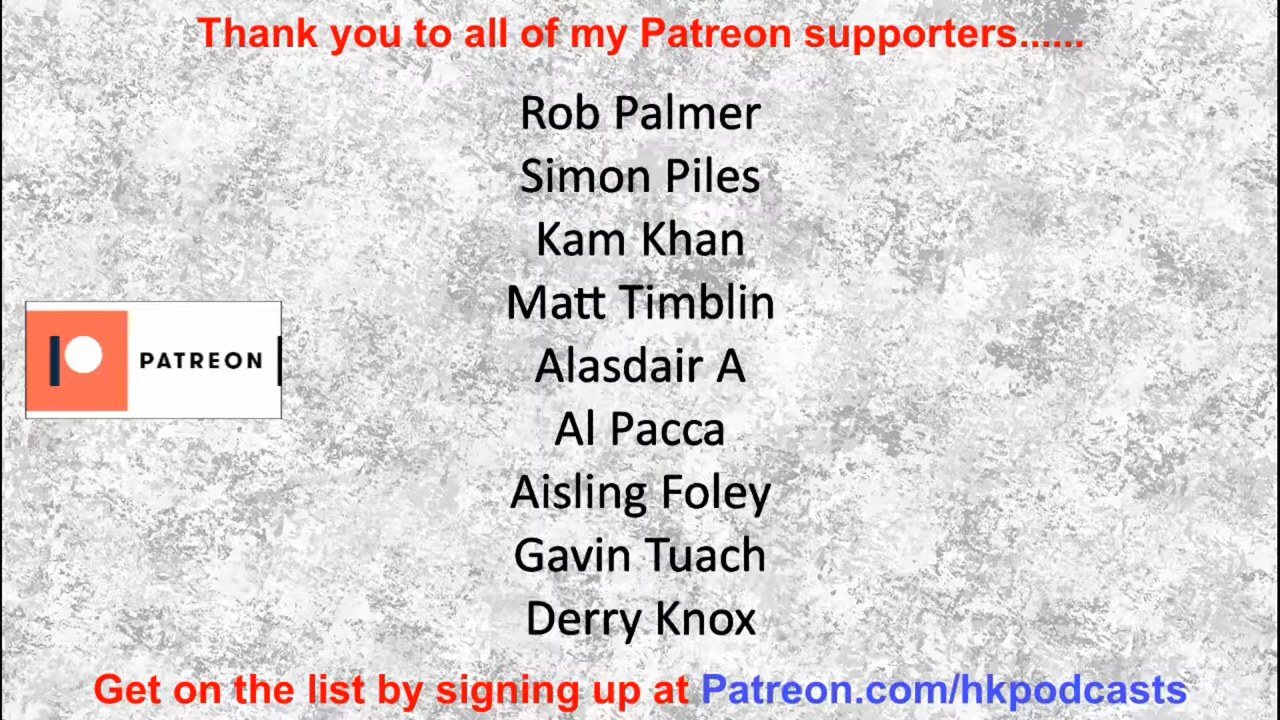 Thank you to all of my Patreon supporters......
Rob Palmer
Simon Piles
Kam Khan
Matt Timblin
Alasdair A
PATREON
Al Pacca
Aisling Foley
Gavin Tuach
Derry Knox
Get on the list by signing up at Patreon.com/hkpodcasts